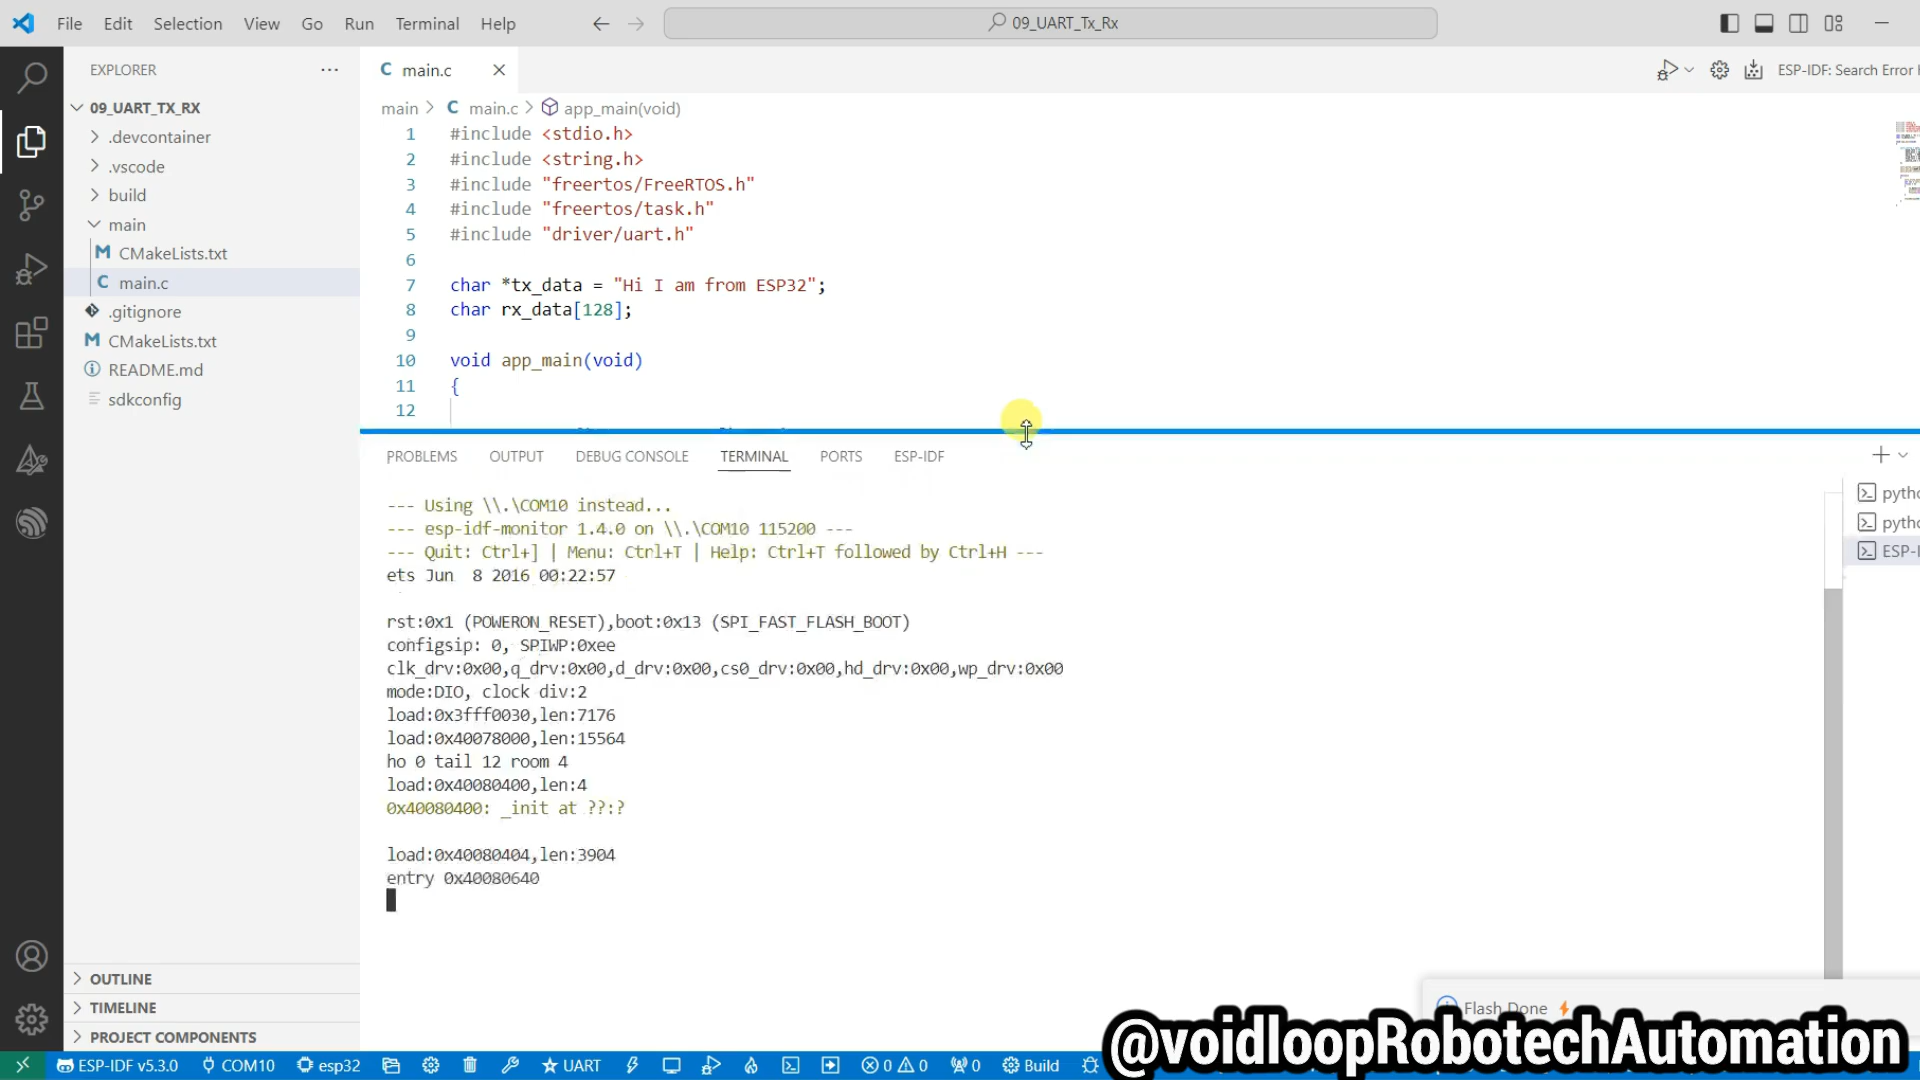 File Edit Selection View Go Run Terminal Help
09_UART_Tx_Rx
EXPLORER
09_UART_TX_RX
.devcontainer
.vscode
build
main
CMakeLists.txt
main.c
.gitignore
CMakeLists.txt
README.md
sdkconfig
OUTLINE
TIMELINE
PROJECT COMPONENTS
main.c
ESP-IDF: Search Error
main > main.c > app_main(void)
1 #include <stdio.h>
2 #include <string.h>
3 #include "freertos/FreeRTOS.h"
4 #include "freertos/task.h"
5 #include "driver/uart.h"
6
7 char *tx_data = "Hi I am from ESP32";
8 char rx_data[128];
9
10 void app_main(void)
11 {
12
PROBLEMS OUTPUT DEBUG CONSOLE TERMINAL PORTS ESP-IDF
--- Using \\.\COM10 instead...
--- esp-idf-monitor 1.4.0 on \\.\COM10 115200 ---
--- Quit: Ctrl+] | Menu: Ctrl+T | Help: Ctrl+T followed by Ctrl+H ---
ets Jun  8 2016 00:22:57
rst:0x1 (POWERON_RESET),boot:0x13 (SPI_FAST_FLASH_BOOT)
configsip: 0, SPIWP:0xee
clk_drv:0x00,q_drv:0x00,d_drv:0x00,cs0_drv:0x00,hd_drv:0x00,wp_drv:0x00
mode:DIO, clock div:2
load:0x3fff0030,len:7176
load:0x40078000,len:15564
ho 0 tail 12 room 4
load:0x40080400,len:4
0x40080400: _init at ??:?
load:0x40080404,len:3904
entry 0x40080640
pytho
pytho
ESP-I
Flash Done
@voidloopRobotechAutomation
ESP-IDF v5.3.0 COM10 esp32 UART 0 0 0 Build